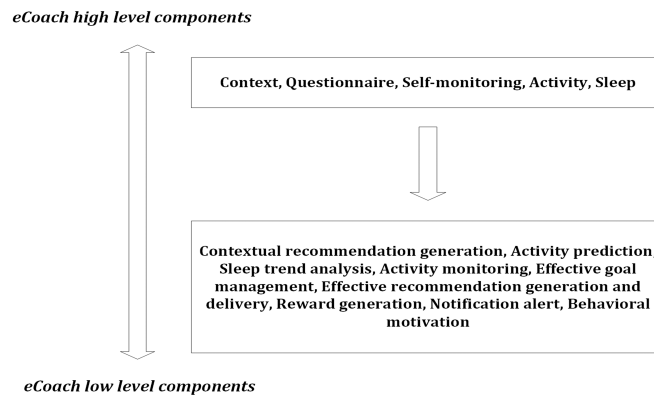 eCoach high level components
Context, Questionnaire, Self-monitoring, Activity, Sleep
Contextual recommendation generation, Activity prediction,
Sleep trend analysis, Activity monitoring, Effective goal
management, Effective recommendation generation and
delivery, Reward generation, Notification alert, Behavioral
motivation
eCoach low level components